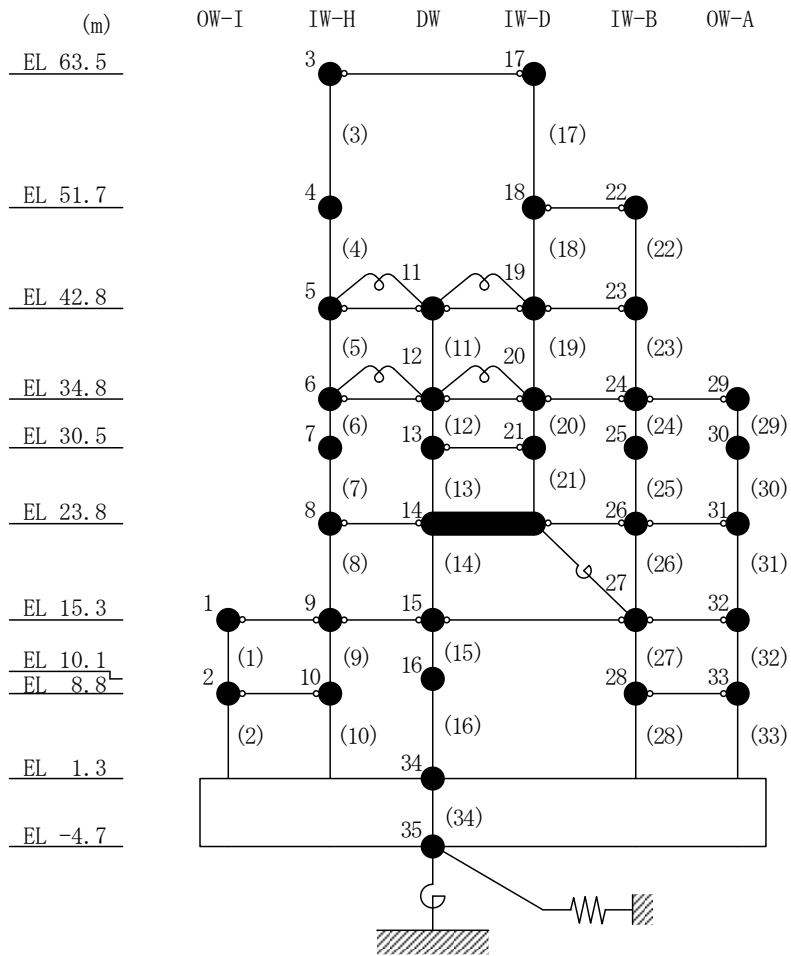 (m) OW-I IW-H DW IW-D IW-B OW-A
EL 63.5 3 17
(3) (17)
EL 51.7 4 18 22
(4) (18) (22)
11 19
EL 42.8 5 23
(5) (11) (19) (23)
12 20
EL 34.8 6 24 29
(6) (12) (20) (24) (29)
EL 30.5 7 13 21 25 30
(7) (13) (21) (25) (30)
EL 23.8 8 14 26 31
(8) (14) (26) (31)
27
EL 15.3 1 9 15 32
(1) (9) (15) (27) (32)
EL 10.1 16
EL 8.8 2 10 28 33
(2) (10) (16) (28) (33)
EL 1.3 34
(34)
EL -4.7 35